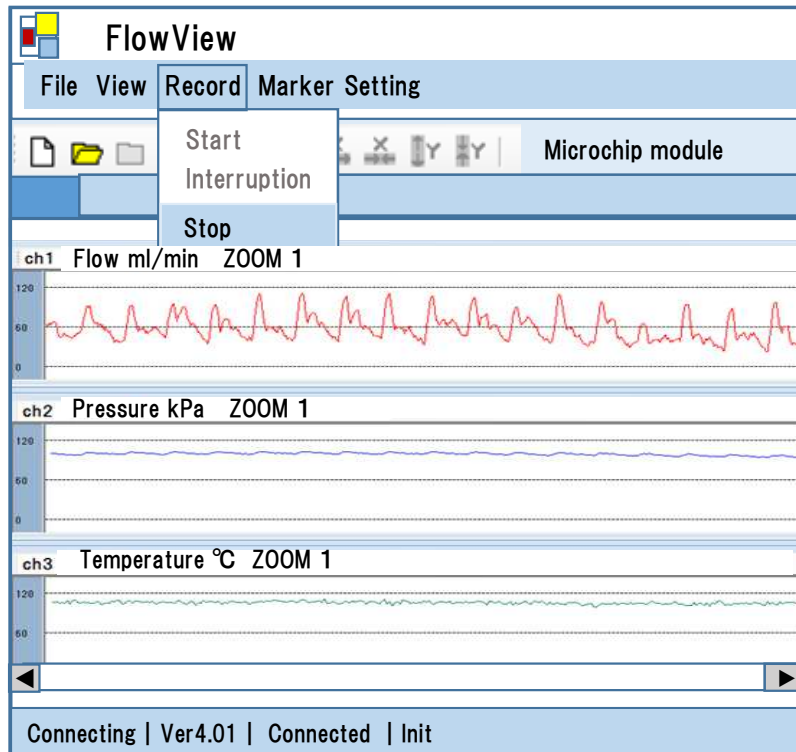 FlowView
File View Record Marker Setting
Start
Interruption
Stop
Y Y
Microchip module
ch1 Flow ml/min ZOOM 1
120
60
0
ch2 Pressure kPa ZOOM 1
120
60
0
ch3 Temperature ℃ ZOOM 1
120
60
Connecting | Ver4.01 | Connected | Init